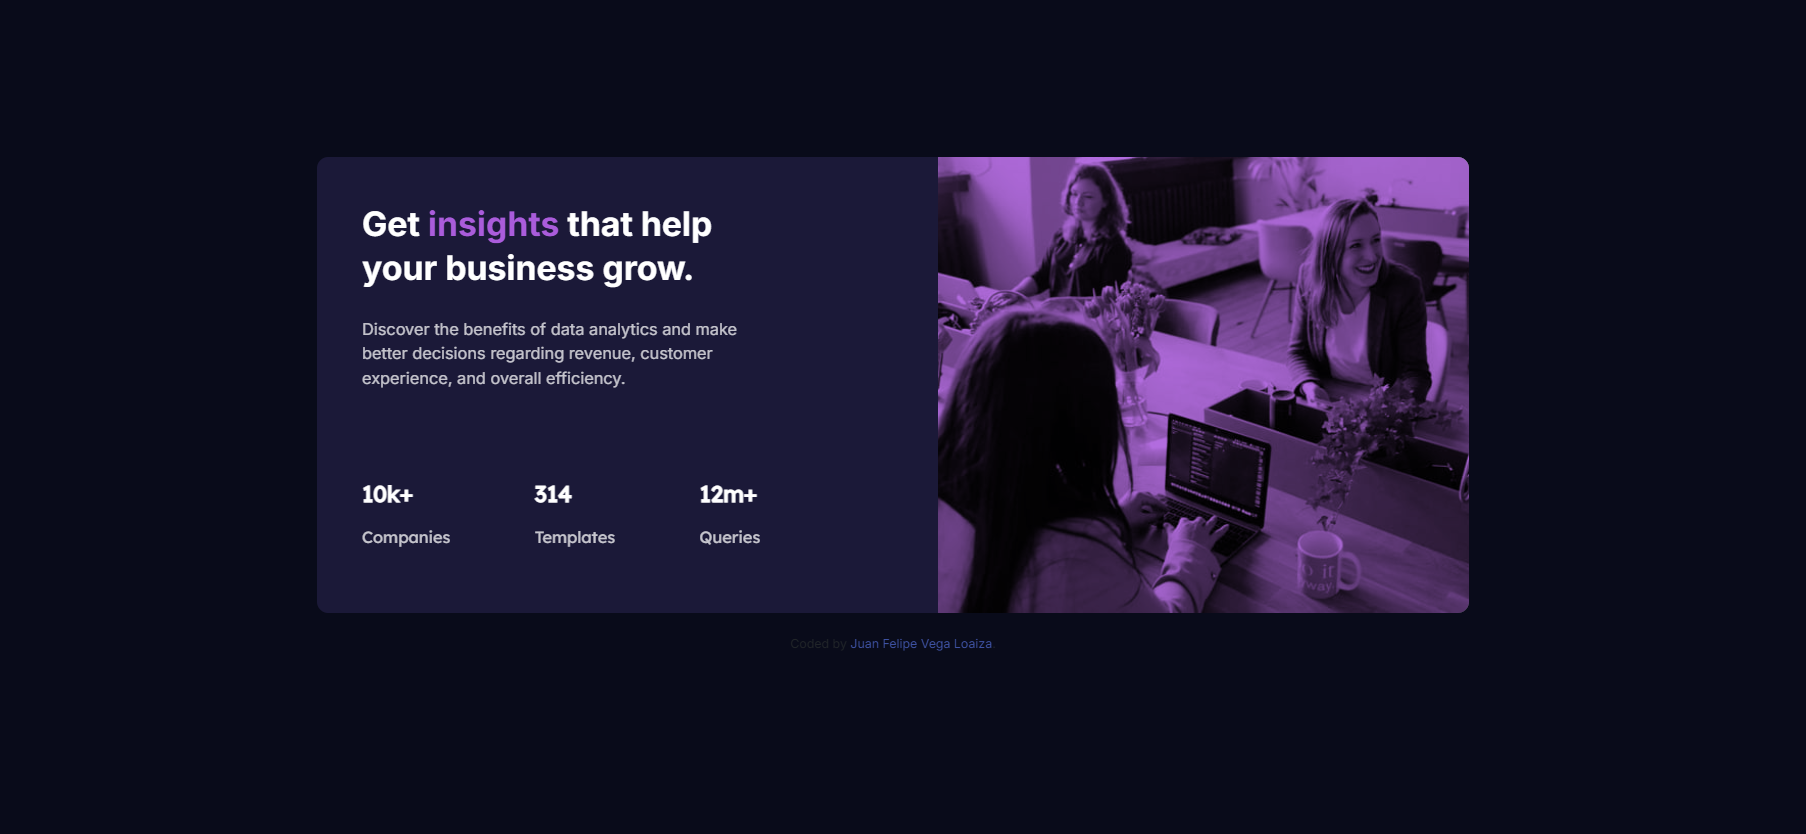 Get insights that help
your business grow.
Discover the benefits of data analytics and make
better decisions regarding revenue, customer
experience, and overall efficiency.
10k+ 314 12m+
Companies Templates Queries
Coded by Juan Felipe Vega Loaiza.